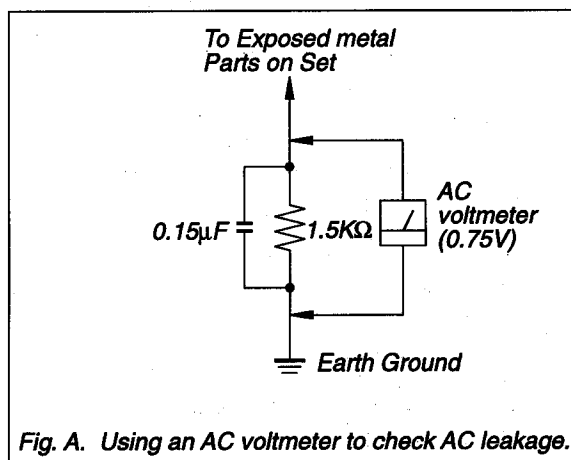 To Exposed metal
Parts on Set
0.15µF
1.5KΩ
AC
voltmeter
(0.75V)
Earth Ground
Fig. A. Using an AC voltmeter to check AC leakage.